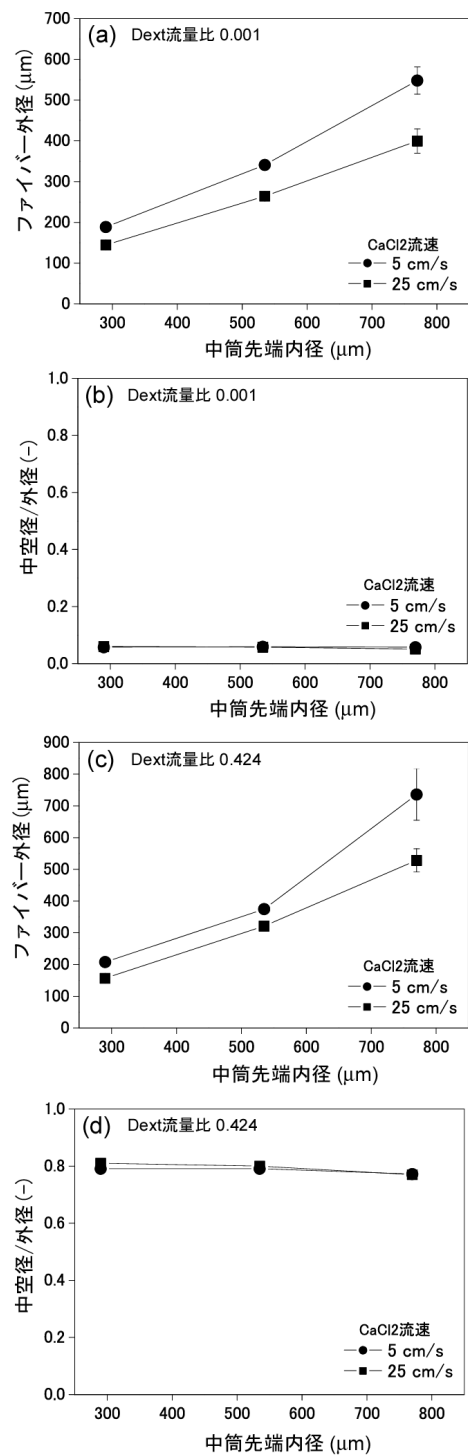 (a) Dext流量比 0.001
700
600
500
400
300
200
100
0
ファイバー外径 (μm)
CaCl2流速
5 cm/s
25 cm/s
300 400 500 600 700 800
中筒先端内径 (μm)
(b) Dext流量比 0.001
1.0
0.8
0.6
0.4
0.2
0.0
中空径/外径 (-)
CaCl2流速
5 cm/s
25 cm/s
300 400 500 600 700 800
中筒先端内径 (μm)
(c) Dext流量比 0.424
900
800
700
600
500
400
300
200
100
0
ファイバー外径 (μm)
CaCl2流速
5 cm/s
25 cm/s
300 400 500 600 700 800
中筒先端内径 (μm)
(d) Dext流量比 0.424
1.0
0.8
0.6
0.4
0.2
0.0
中空径/外径 (-)
CaCl2流速
5 cm/s
25 cm/s
300 400 500 600 700 800
中筒先端内径 (μm)